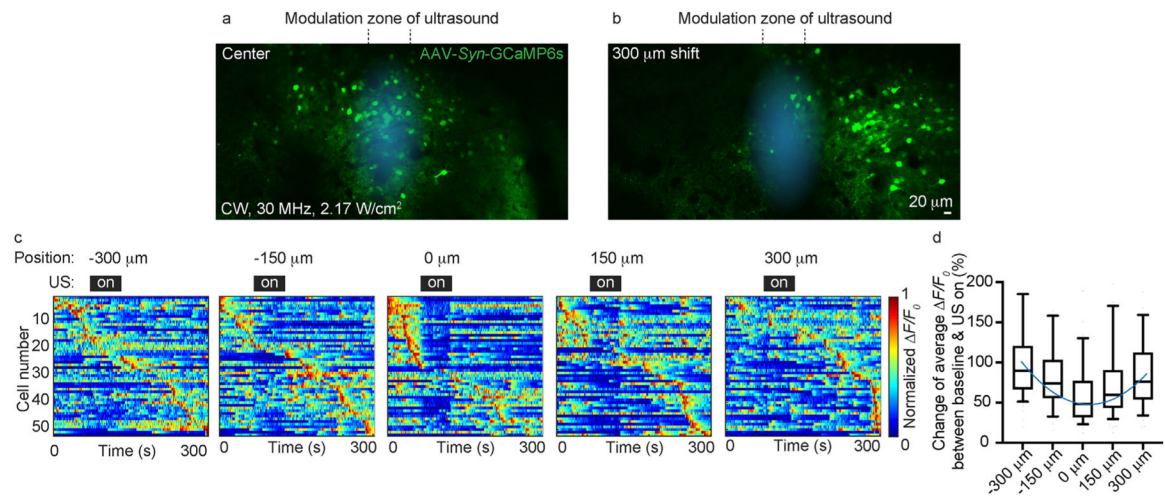 a
Modulation zone of ultrasound
b
Modulation zone of ultrasound
Center
AAV-Syn-GCaMP6s
CW, 30 MHz, 2.17 W/cm²
300 µm shift
20 µm
c
Position: -300 µm -150 µm 0 µm 150 µm 300 µm
US: on on on on on
Cell number
10
20
30
40
50
0 Time (s) 300
0 Time (s) 300
0 Time (s) 300
0 Time (s) 300
0 Time (s) 300
1
0
Normalized ΔF/F₀
d
Change of average ΔF/F₀
between baseline & US on (%)
200
150
100
50
0
-300 µm
-150 µm
0 µm
150 µm
300 µm